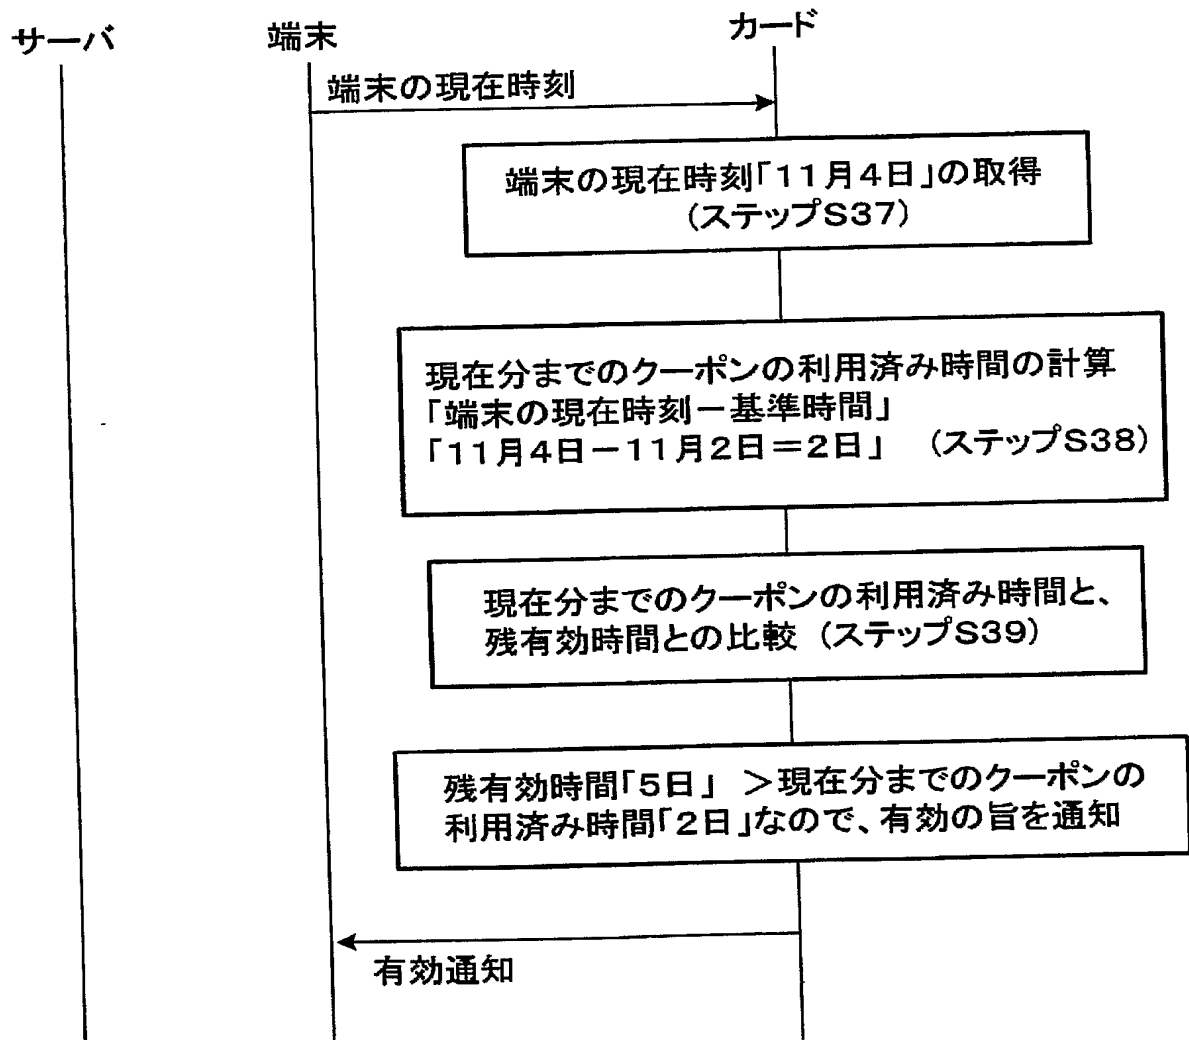 サーバ
端末
カード
端末の現在時刻
端末の現在時刻「11月4日」の取得
(ステップS37)
現在分までのクーポンの利用済み時間の計算
「端末の現在時刻－基準時間」
「11月4日－11月2日＝2日」 (ステップS38)
現在分までのクーポンの利用済み時間と、
残有効時間との比較 (ステップS39)
残有効時間「5日」 ＞現在分までのクーポンの
利用済み時間「2日」なので、有効の旨を通知
有効通知